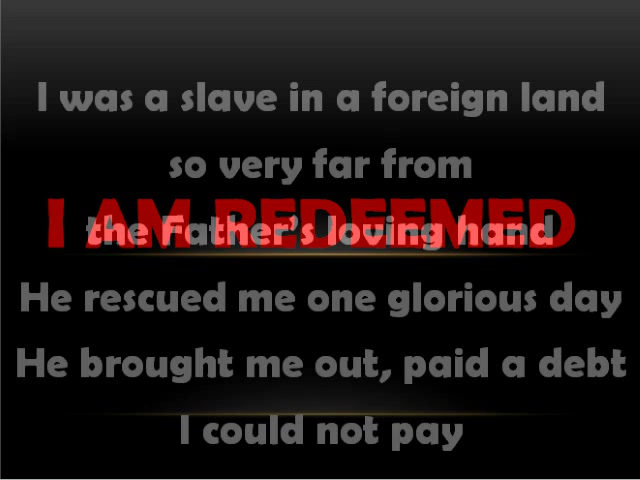 I was a slave in a foreign land
so very far from
I AM REDEEMED
the Father's loving hand
He rescued me one glorious day
He brought me out, paid a debt
I could not pay